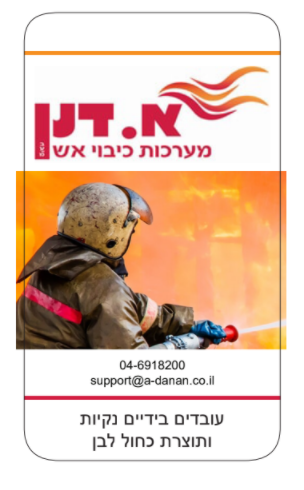 א. דנן
מערכות כיבוי אש
04-6918200
support@a-danan.co.il
עובדים בידיים נקיות
ותוצרת כחול לבן